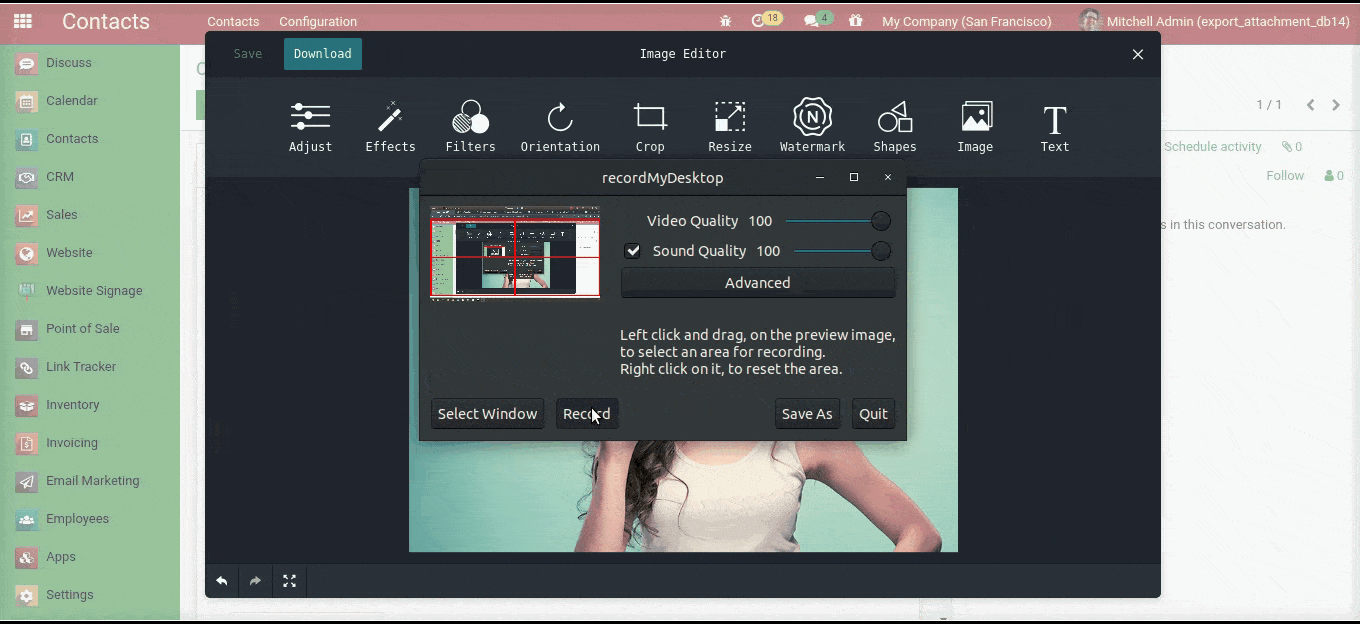 Contacts
Contacts Configuration
18
4
My Company (San Francisco)
Mitchell Admin (export_attachment_db14)
Save
Download
Image Editor
Adjust
Effects
Filters
Orientation
Crop
Resize
Watermark
Shapes
Image
Text
Discuss
Calendar
Contacts
CRM
Sales
Website
Website Signage
Point of Sale
Link Tracker
Inventory
Invoicing
Email Marketing
Employees
Apps
Settings
1 / 1
Schedule activity
0
Follow
0
s in this conversation.
recordMyDesktop
Video Quality 100
Sound Quality 100
Advanced
Left click and drag, on the preview image,
to select an area for recording.
Right click on it, to reset the area.
Select Window
Record
Save As
Quit